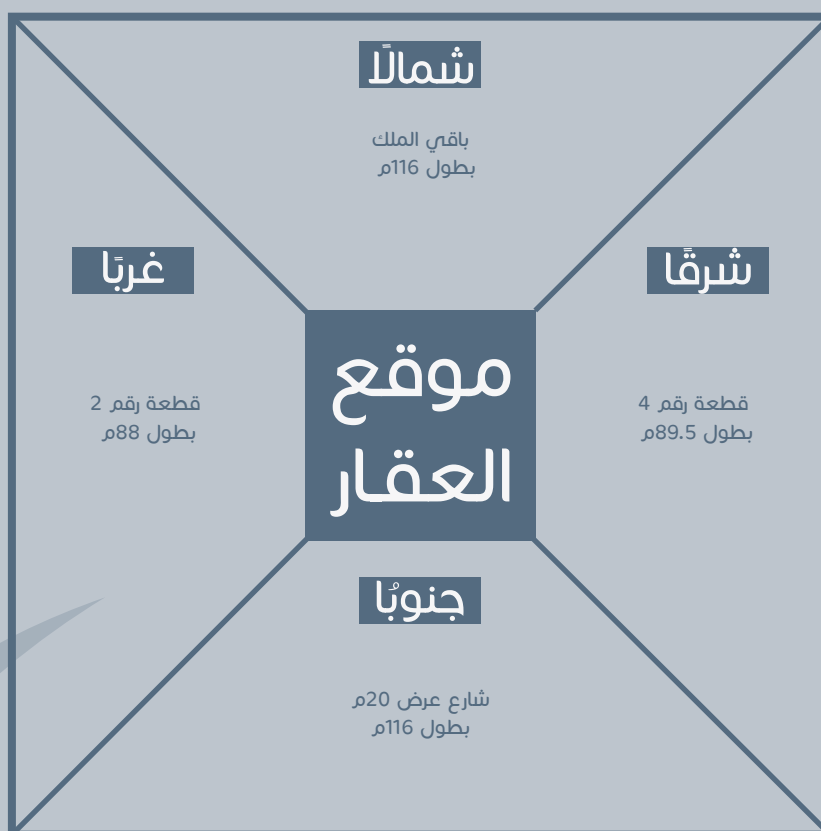 شمالًا
باقي الملك
بطول 116م
شرقًا
قطعة رقم 4
بطول 89.5م
موقع
العقار
غربًا
قطعة رقم 2
بطول 88م
جنوبًا
شارع عرض 20م
بطول 116م